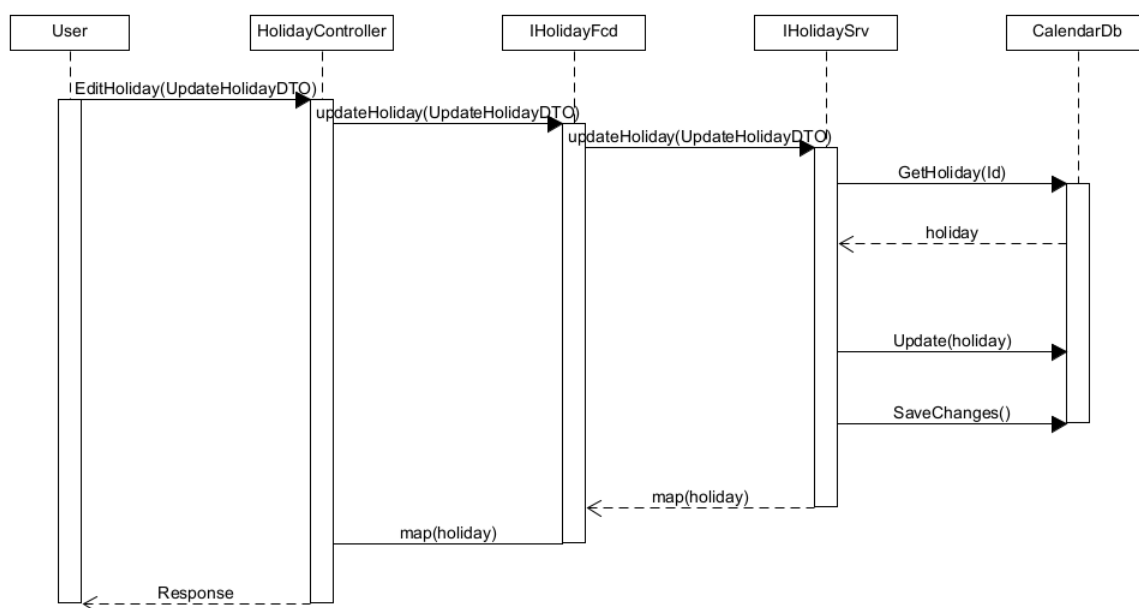 User
HolidayController
IHolidayFcd
IHolidaySrv
CalendarDb
EditHoliday(UpdateHolidayDTO)
updateHoliday(UpdateHolidayDTO)
updateHoliday(UpdateHolidayDTO)
GetHoliday(Id)
holiday
Update(holiday)
SaveChanges()
map(holiday)
map(holiday)
Response